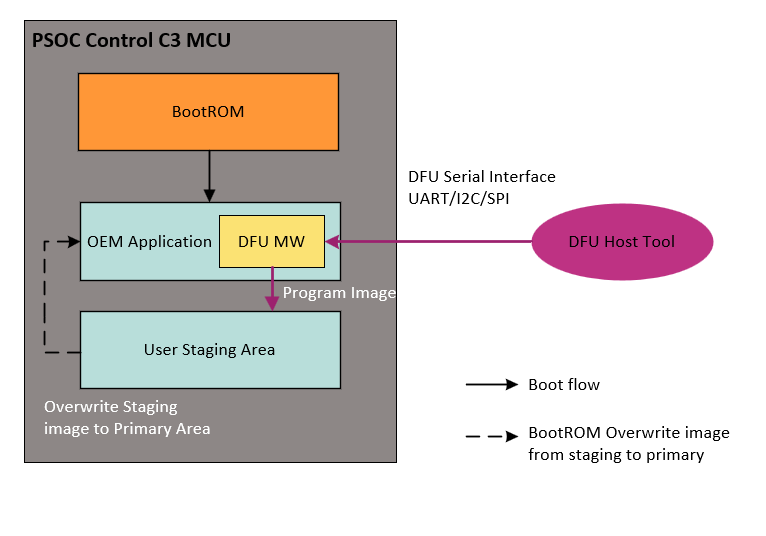 PSOC Control C3 MCU
BootROM
DFU Serial Interface
UART/I2C/SPI
OEM Application
DFU MW
DFU Host Tool
Program Image
User Staging Area
Overwrite Staging
image to Primary Area
Boot flow
BootROM Overwrite image
from staging to primary